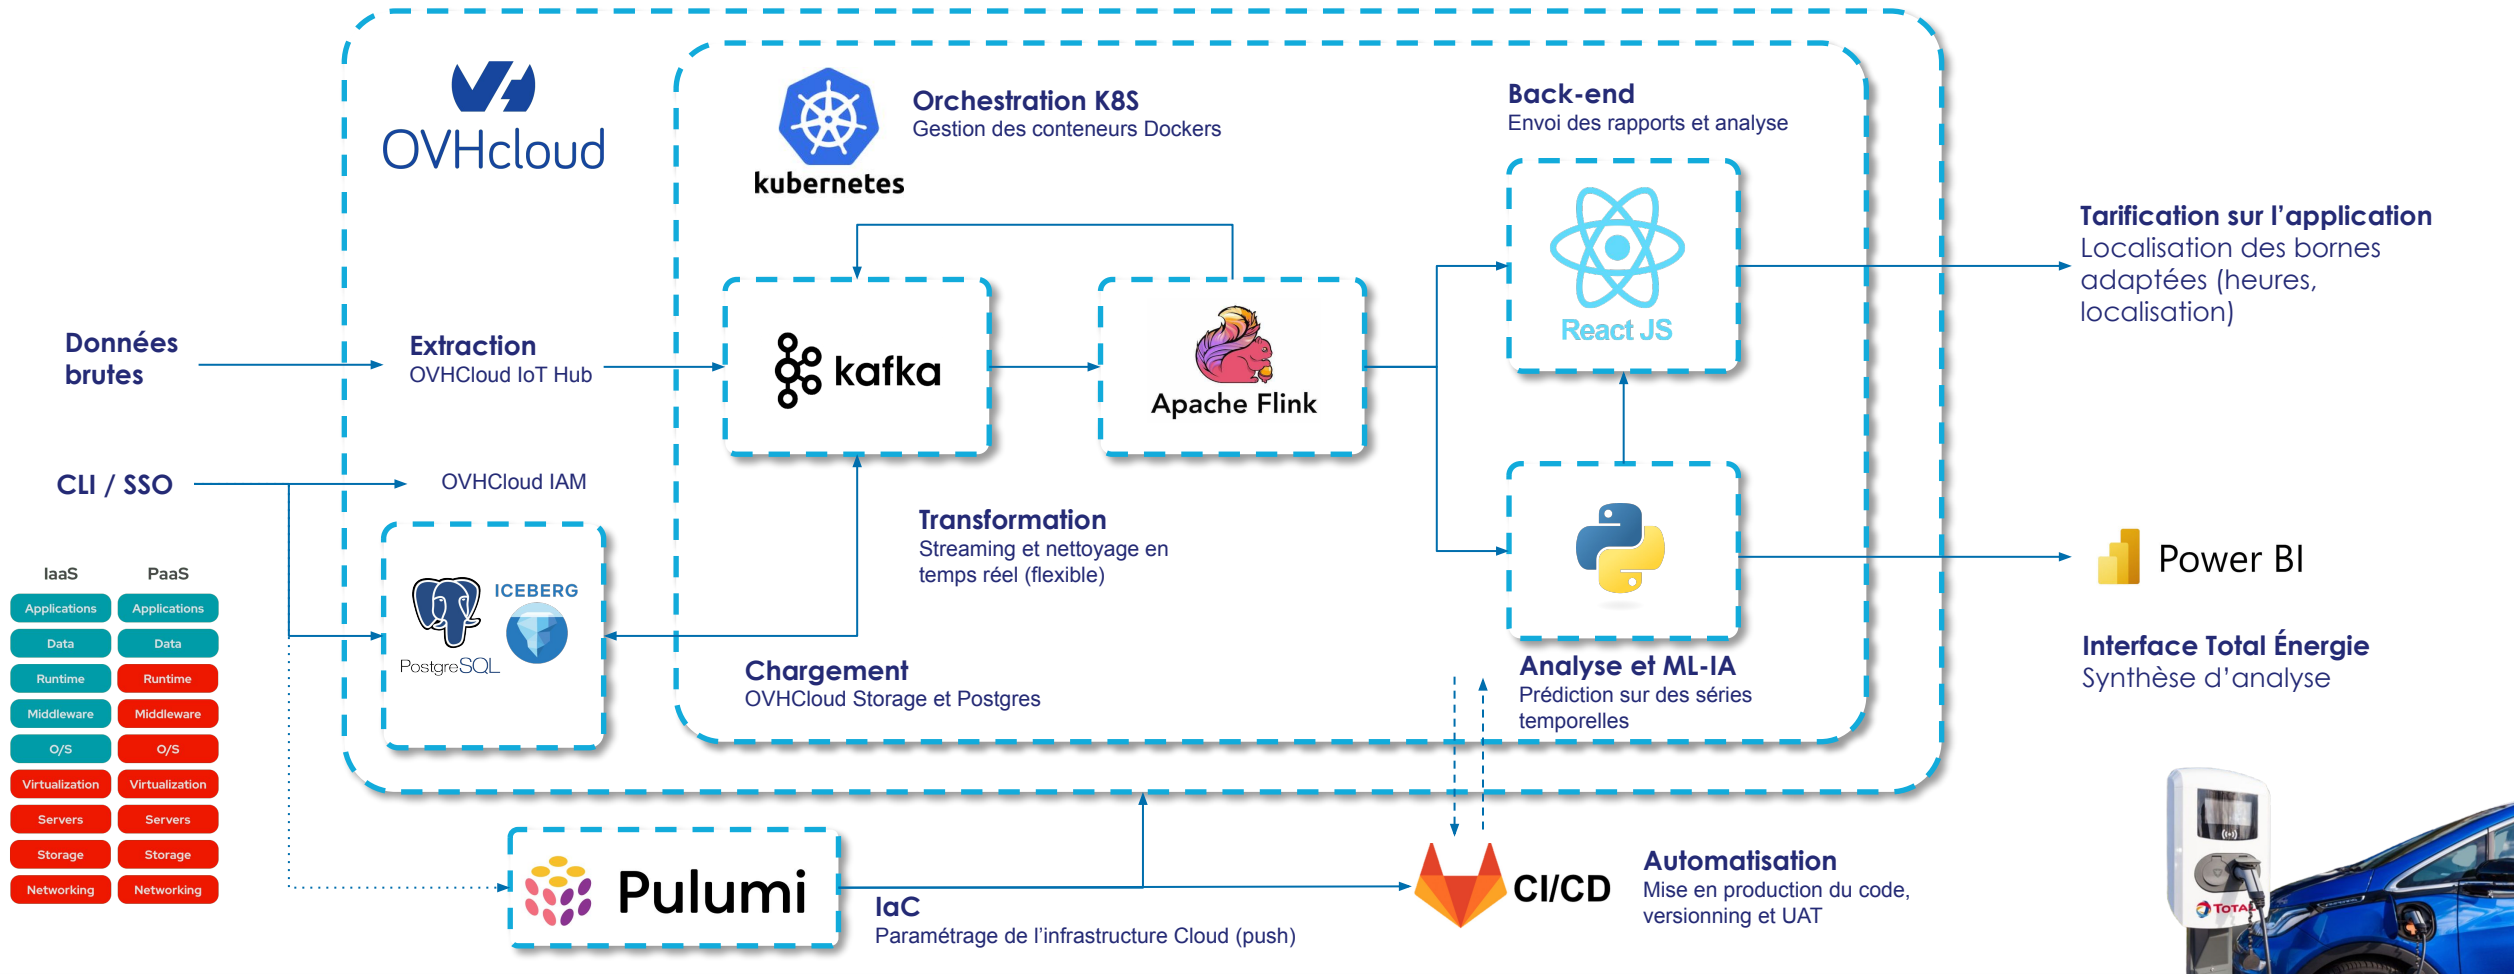 OVHcloud
kubernetes
Orchestration K8S
Gestion des conteneurs Dockers
Back-end
Envoi des rapports et analyse
React JS
Tarification sur l'application
Localisation des bornes
adaptées (heures,
localisation)
Données
brutes
Extraction
OVHCloud IoT Hub
kafka
Apache Flink
CLI / SSO
OVHCloud IAM
Transformation
Streaming et nettoyage en
temps réel (flexible)
PostgreSQL
ICEBERG
Chargement
OVHCloud Storage et Postgres
Analyse et ML-IA
Prédiction sur des séries
temporelles
Power BI
Interface Total Énergie
Synthèse d'analyse
IaaS PaaS
Applications Applications
Data Data
Runtime Runtime
Middleware Middleware
O/S O/S
Virtualization Virtualization
Servers Servers
Storage Storage
Networking Networking
Pulumi
IaC
Paramétrage de l'infrastructure Cloud (push)
CI/CD
Automatisation
Mise en production du code,
versionning et UAT
TOTAL